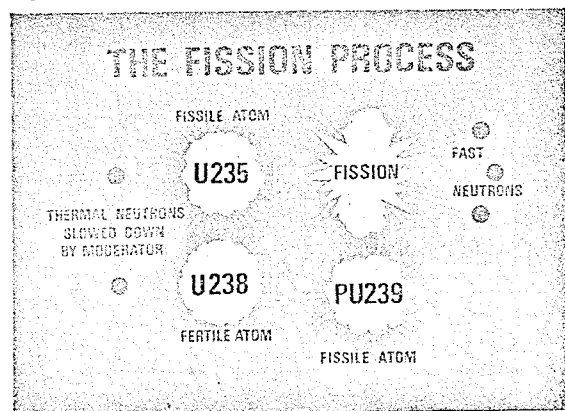 THE FISSION PROCESS
FISSILE ATOM
U235
FISSION
FAST
NEUTRONS
THERMAL NEUTRONS
SLOWED DOWN
BY MODERATOR
U238
FERTILE ATOM
PU239
FISSILE ATOM